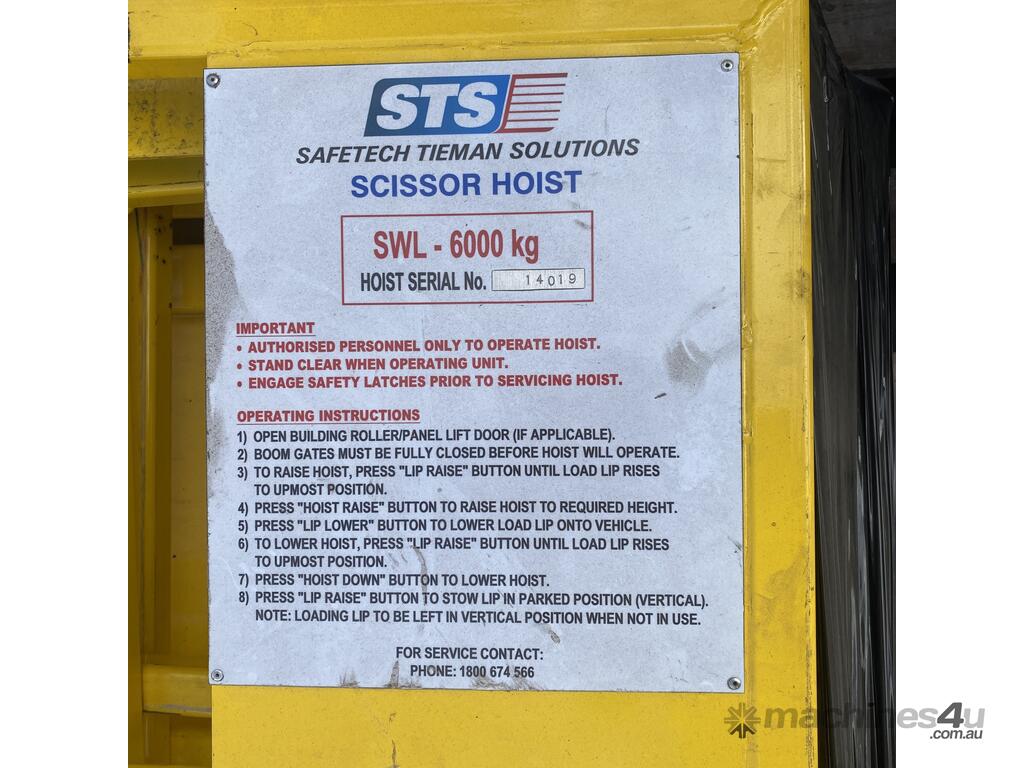 STS
SAFETECH TIEMAN SOLUTIONS
SCISSOR HOIST
SWL - 6000 kg
HOIST SERIAL No. 14019
IMPORTANT
• AUTHORISED PERSONNEL ONLY TO OPERATE HOIST.
• STAND CLEAR WHEN OPERATING UNIT.
• ENGAGE SAFETY LATCHES PRIOR TO SERVICING HOIST.
OPERATING INSTRUCTIONS
1) OPEN BUILDING ROLLER/PANEL LIFT DOOR (IF APPLICABLE).
2) BOOM GATES MUST BE FULLY CLOSED BEFORE HOIST WILL OPERATE.
3) TO RAISE HOIST, PRESS "LIP RAISE" BUTTON UNTIL LOAD LIP RISES
TO UPMOST POSITION.
4) PRESS "HOIST RAISE" BUTTON TO RAISE HOIST TO REQUIRED HEIGHT.
5) PRESS "LIP LOWER" BUTTON TO LOWER LOAD LIP ONTO VEHICLE.
6) TO LOWER HOIST, PRESS "LIP RAISE" BUTTON UNTIL LOAD LIP RISES
TO UPMOST POSITION.
7) PRESS "HOIST DOWN" BUTTON TO LOWER HOIST.
8) PRESS "LIP RAISE" BUTTON TO STOW LIP IN PARKED POSITION (VERTICAL).
NOTE: LOADING LIP TO BE LEFT IN VERTICAL POSITION WHEN NOT IN USE.
FOR SERVICE CONTACT:
PHONE: 1800 674 566
machines4u
.com.au